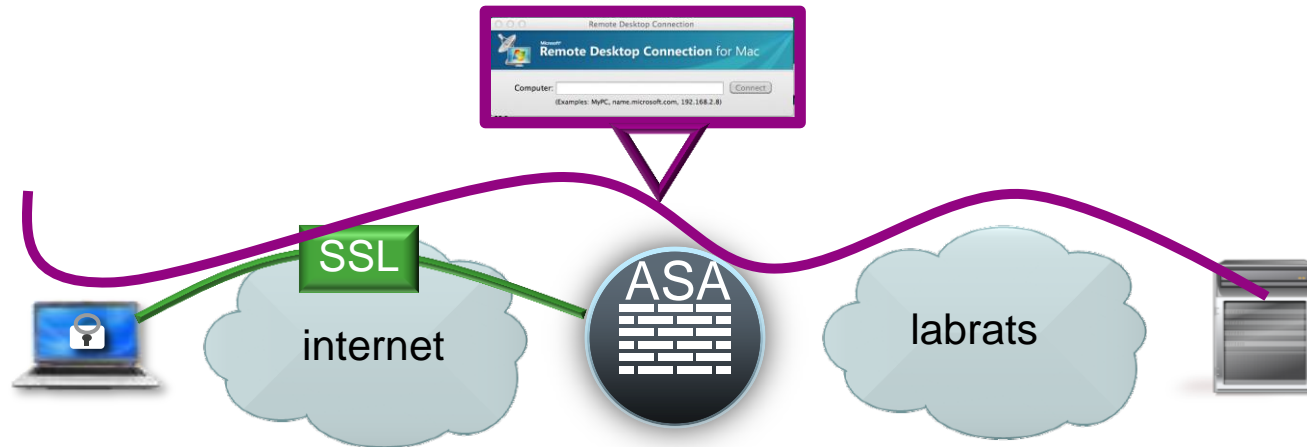 Remote Desktop Connection
Microsoft
Remote Desktop Connection for Mac
Computer: Connect
(Examples: MyPC, name.microsoft.com, 192.168.2.8)
SSL
ASA
internet
labrats